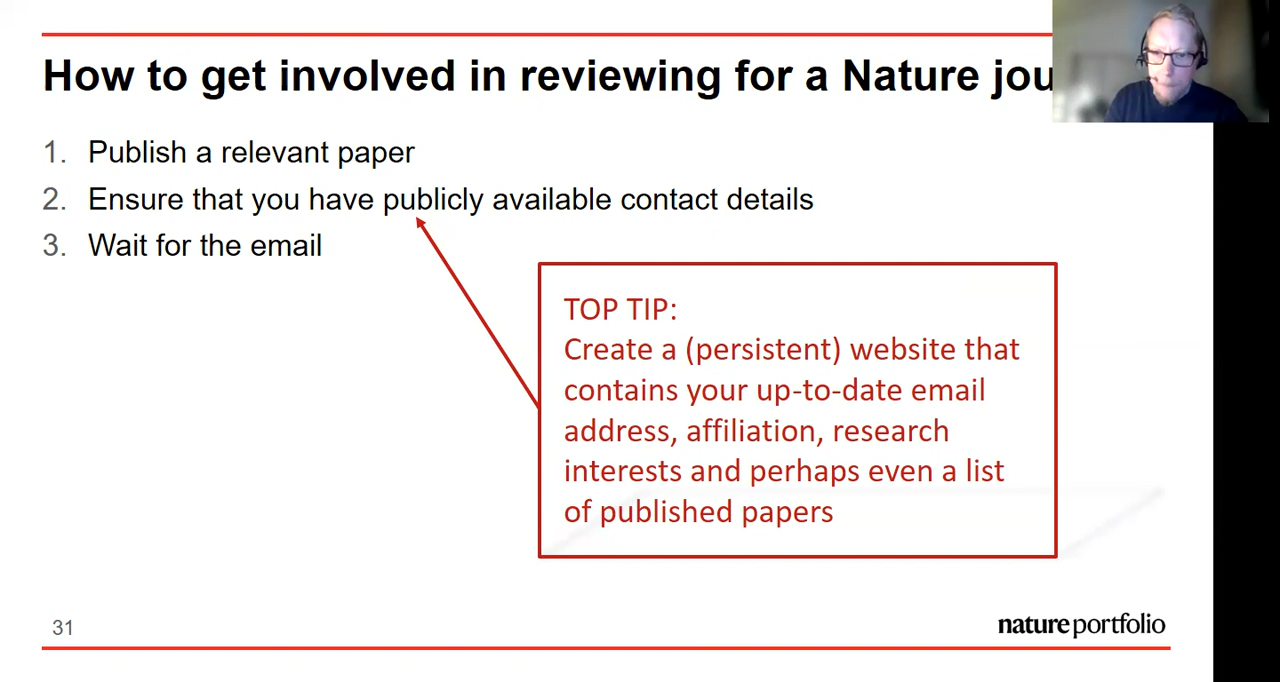 How to get involved in reviewing for a Nature jou
1. Publish a relevant paper
2. Ensure that you have publicly available contact details
3. Wait for the email
TOP TIP:
Create a (persistent) website that
contains your up-to-date email
address, affiliation, research
interests and perhaps even a list
of published papers
31
nature portfolio